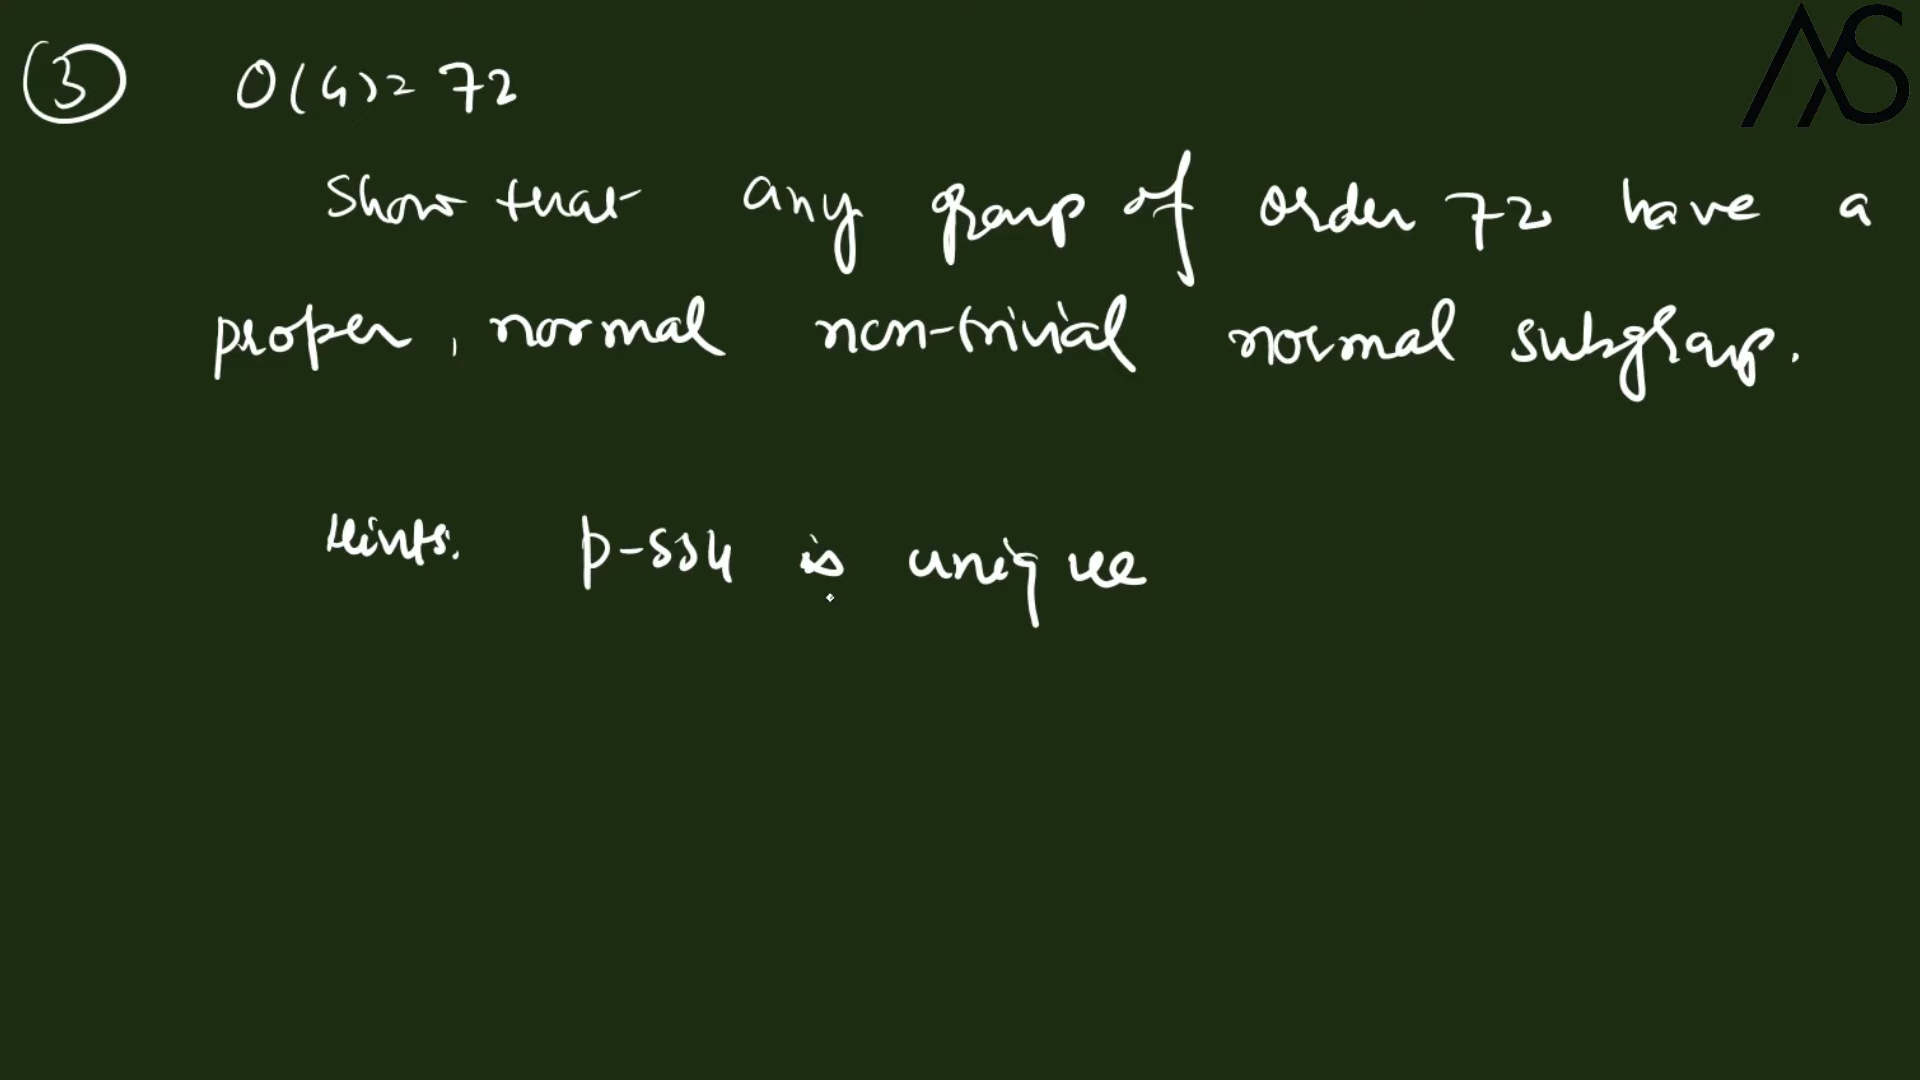 AS
③ O(G)= 72
Show that any group of order 72 have a
proper, normal non-trivial normal subgroup.
Hints. p-SSG is unique